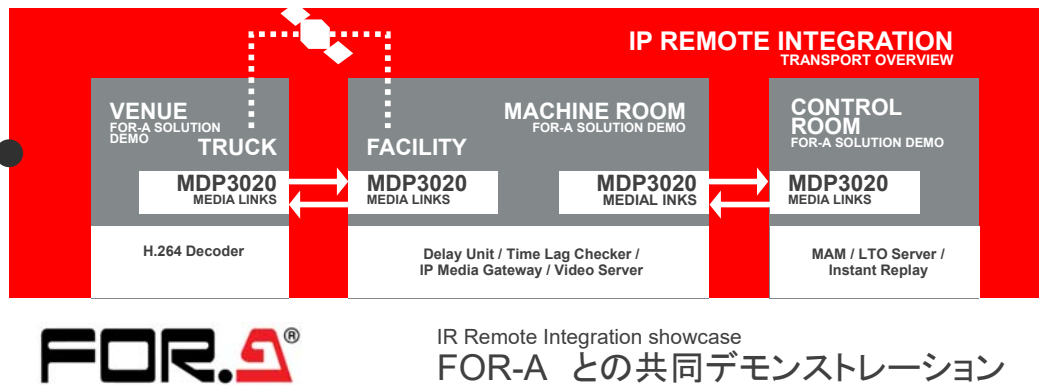 IP REMOTE INTEGRATION
TRANSPORT OVERVIEW
VENUE
FOR-A SOLUTION
DEMO
TRUCK
MDP3020
MEDIA LINKS
H.264 Decoder
FACILITY
MDP3020
MEDIA LINKS
MACHINE ROOM
FOR-A SOLUTION DEMO
MDP3020
MEDIAL INKS
Delay Unit / Time Lag Checker /
IP Media Gateway / Video Server
CONTROL
ROOM
FOR-A SOLUTION DEMO
MDP3020
MEDIA LINKS
MAM / LTO Server /
Instant Replay
FOR.A®
IR Remote Integration showcase
FOR-A との共同デモンストレーション